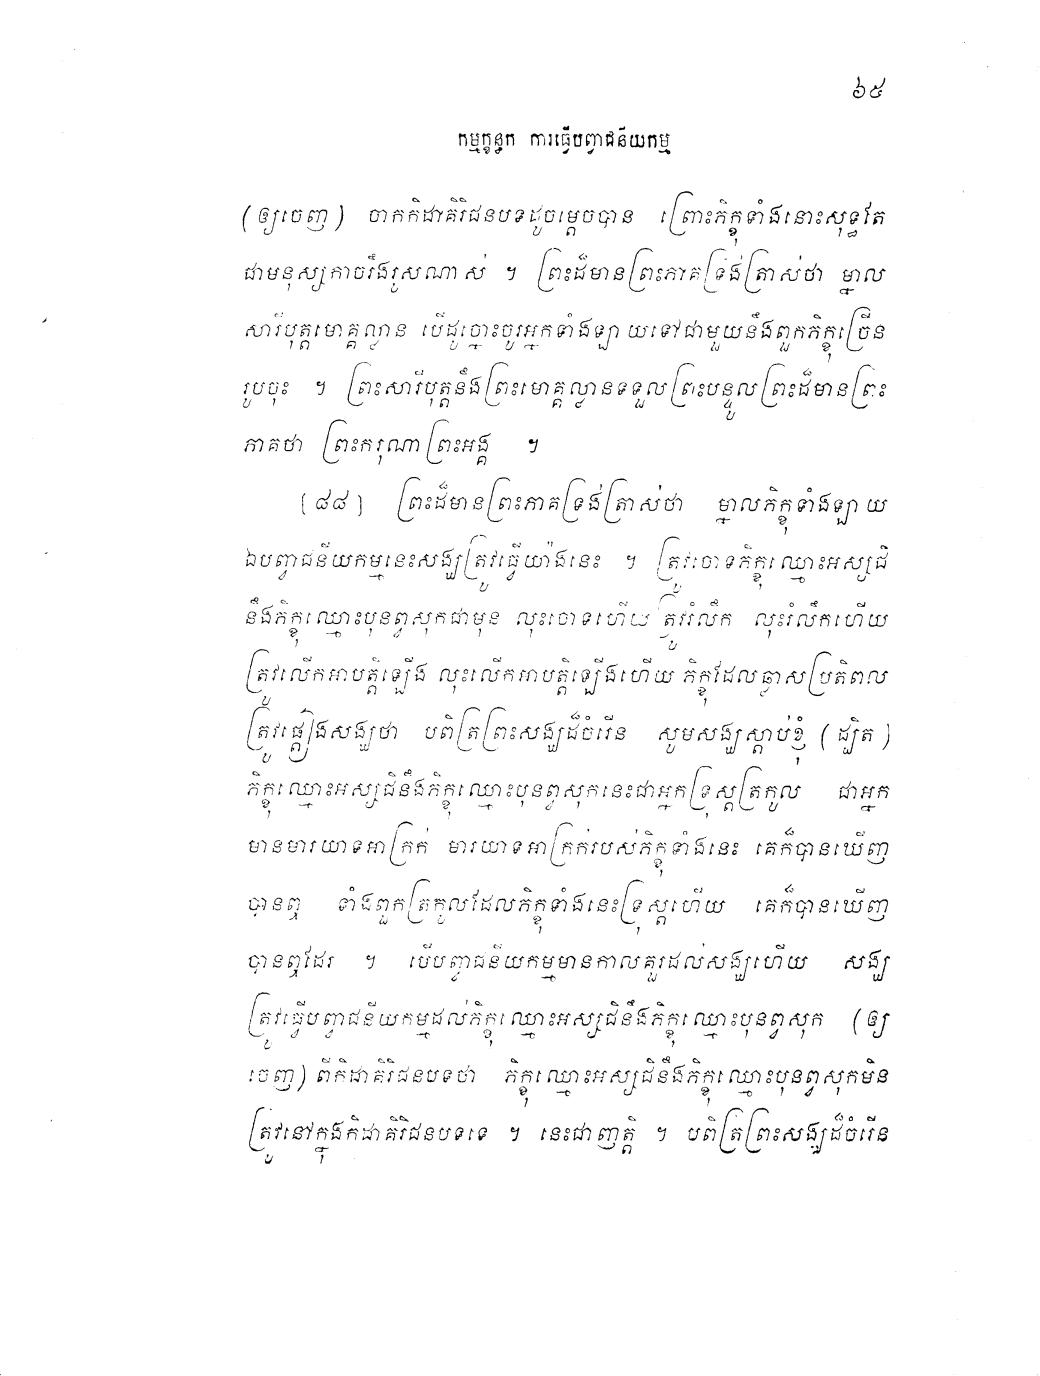 ៦៥
កម្មក្ខន្ធក ការធ្វើបព្វាជនីយកម្ម
(ឲ្យចេញ) ចាកកិដាគិរិជនបទដូចម្តេចបាន ព្រោះភិក្ខុទាំងនោះសុទ្ធតែ
ជាមនុស្សកាចរឹងរូសណាស់ ។ ព្រះដ៏មានព្រះភាគទ្រង់ត្រាស់ថា ម្នាល
សារីបុត្តមោគ្គល្លាន បើដូច្នោះចូរអ្នកទាំងឡាយទៅជាមួយនឹងពួកភិក្ខុច្រើន
រូបចុះ ។ ព្រះសារីបុត្តនឹងព្រះមោគ្គល្លានទទួលព្រះបន្ទូលព្រះដ៏មានព្រះ
ភាគថា ព្រះករុណាព្រះអង្គ ។
[៨៨] ព្រះដ៏មានព្រះភាគទ្រង់ត្រាស់ថា ម្នាលភិក្ខុទាំងឡាយ
ឯបព្វាជនីយកម្មនេះសង្ឃត្រូវធ្វើយ៉ាងនេះ ។ ត្រូវចោទភិក្ខុឈ្មោះអស្សជិ
នឹងភិក្ខុឈ្មោះបុនព្វសុកជាមុន លុះចោទហើយ ត្រូវរំលឹក លុះរំលឹកហើយ
ត្រូវលើកអាបត្តិឡើង លុះលើកអាបត្តិឡើងហើយ ភិក្ខុដែលឆ្លាសប្រតិពល
ត្រូវផ្តៀងសង្ឃថា បពិត្រព្រះសង្ឃដ៏ចំរើន សូមសង្ឃស្តាប់ខ្ញុំ (ដ្បិត)
ភិក្ខុឈ្មោះអស្សជិនឹងភិក្ខុឈ្មោះបុនព្វសុកនេះជាអ្នកទ្រុស្តត្រកូល ជាអ្នក
មានមារយាទអាក្រក់ មារយាទអាក្រក់របស់ភិក្ខុទាំងនេះ គេក៏បានឃើញ
បានឮ ទាំងពួកត្រកូលដែលភិក្ខុទាំងនេះទ្រុស្តហើយ គេក៏បានឃើញ
បានឮដែរ ។ បើបព្វាជនីយកម្មមានកាលគួរដល់សង្ឃហើយ សង្ឃ
ត្រូវធ្វើបព្វាជនីយកម្មដល់ភិក្ខុឈ្មោះអស្សជិនឹងភិក្ខុឈ្មោះបុនព្វសុក (ឲ្យ
ចេញ) ពីកិដាគិរិជនបទថា ភិក្ខុឈ្មោះអស្សជិនឹងភិក្ខុឈ្មោះបុនព្វសុកមិន
ត្រូវនៅក្នុងកិដាគិរិជនបទទេ ។ នេះជាញត្តិ ។ បពិត្រព្រះសង្ឃដ៏ចំរើន